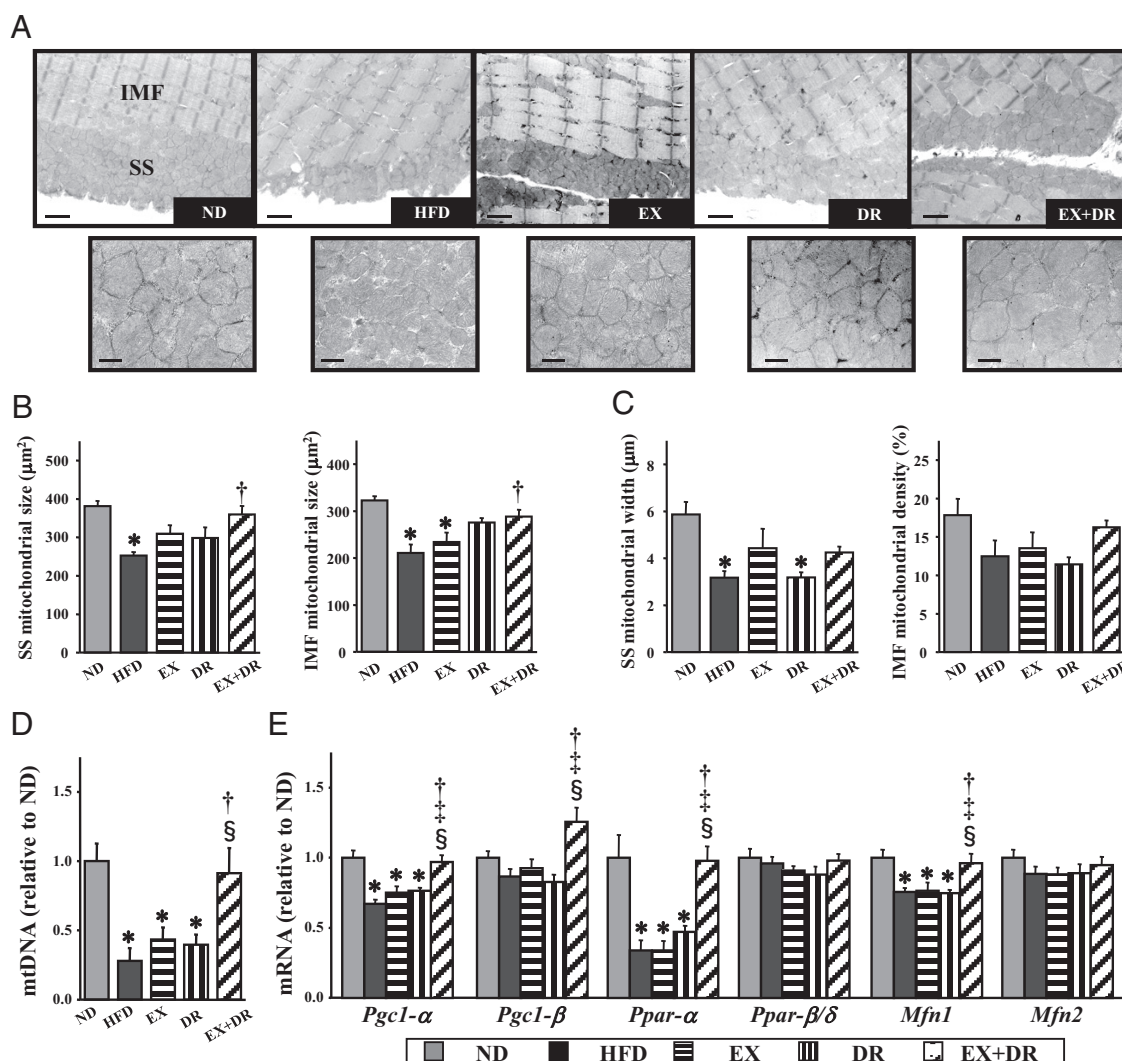 A
IMF
SS
ND
HFD
EX
DR
EX+DR
B
SS mitochondrial size (μm²)
500
400
300
200
100
0
*
†
ND
HFD
EX
DR
EX+DR
IMF mitochondrial size (μm²)
400
300
200
100
0
*
*
†
ND
HFD
EX
DR
EX+DR
C
SS mitochondrial width (μm)
8
6
4
2
0
*
*
ND
HFD
EX
DR
EX+DR
IMF mitochondrial density (%)
25
20
15
10
5
0
ND
HFD
EX
DR
EX+DR
D
mtDNA (relative to ND)
1.5
1.0
0.5
0.0
*
*
*
†
§
ND
HFD
EX
DR
EX+DR
E
mRNA (relative to ND)
1.5
1.0
0.5
0.0
* * *
†
‡
§
†
‡
§
* * *
†
‡
§
* * *
†
‡
§
Pgc1-α
Pgc1-β
Ppar-α
Ppar-β/δ
Mfn1
Mfn2
ND HFD EX DR EX+DR